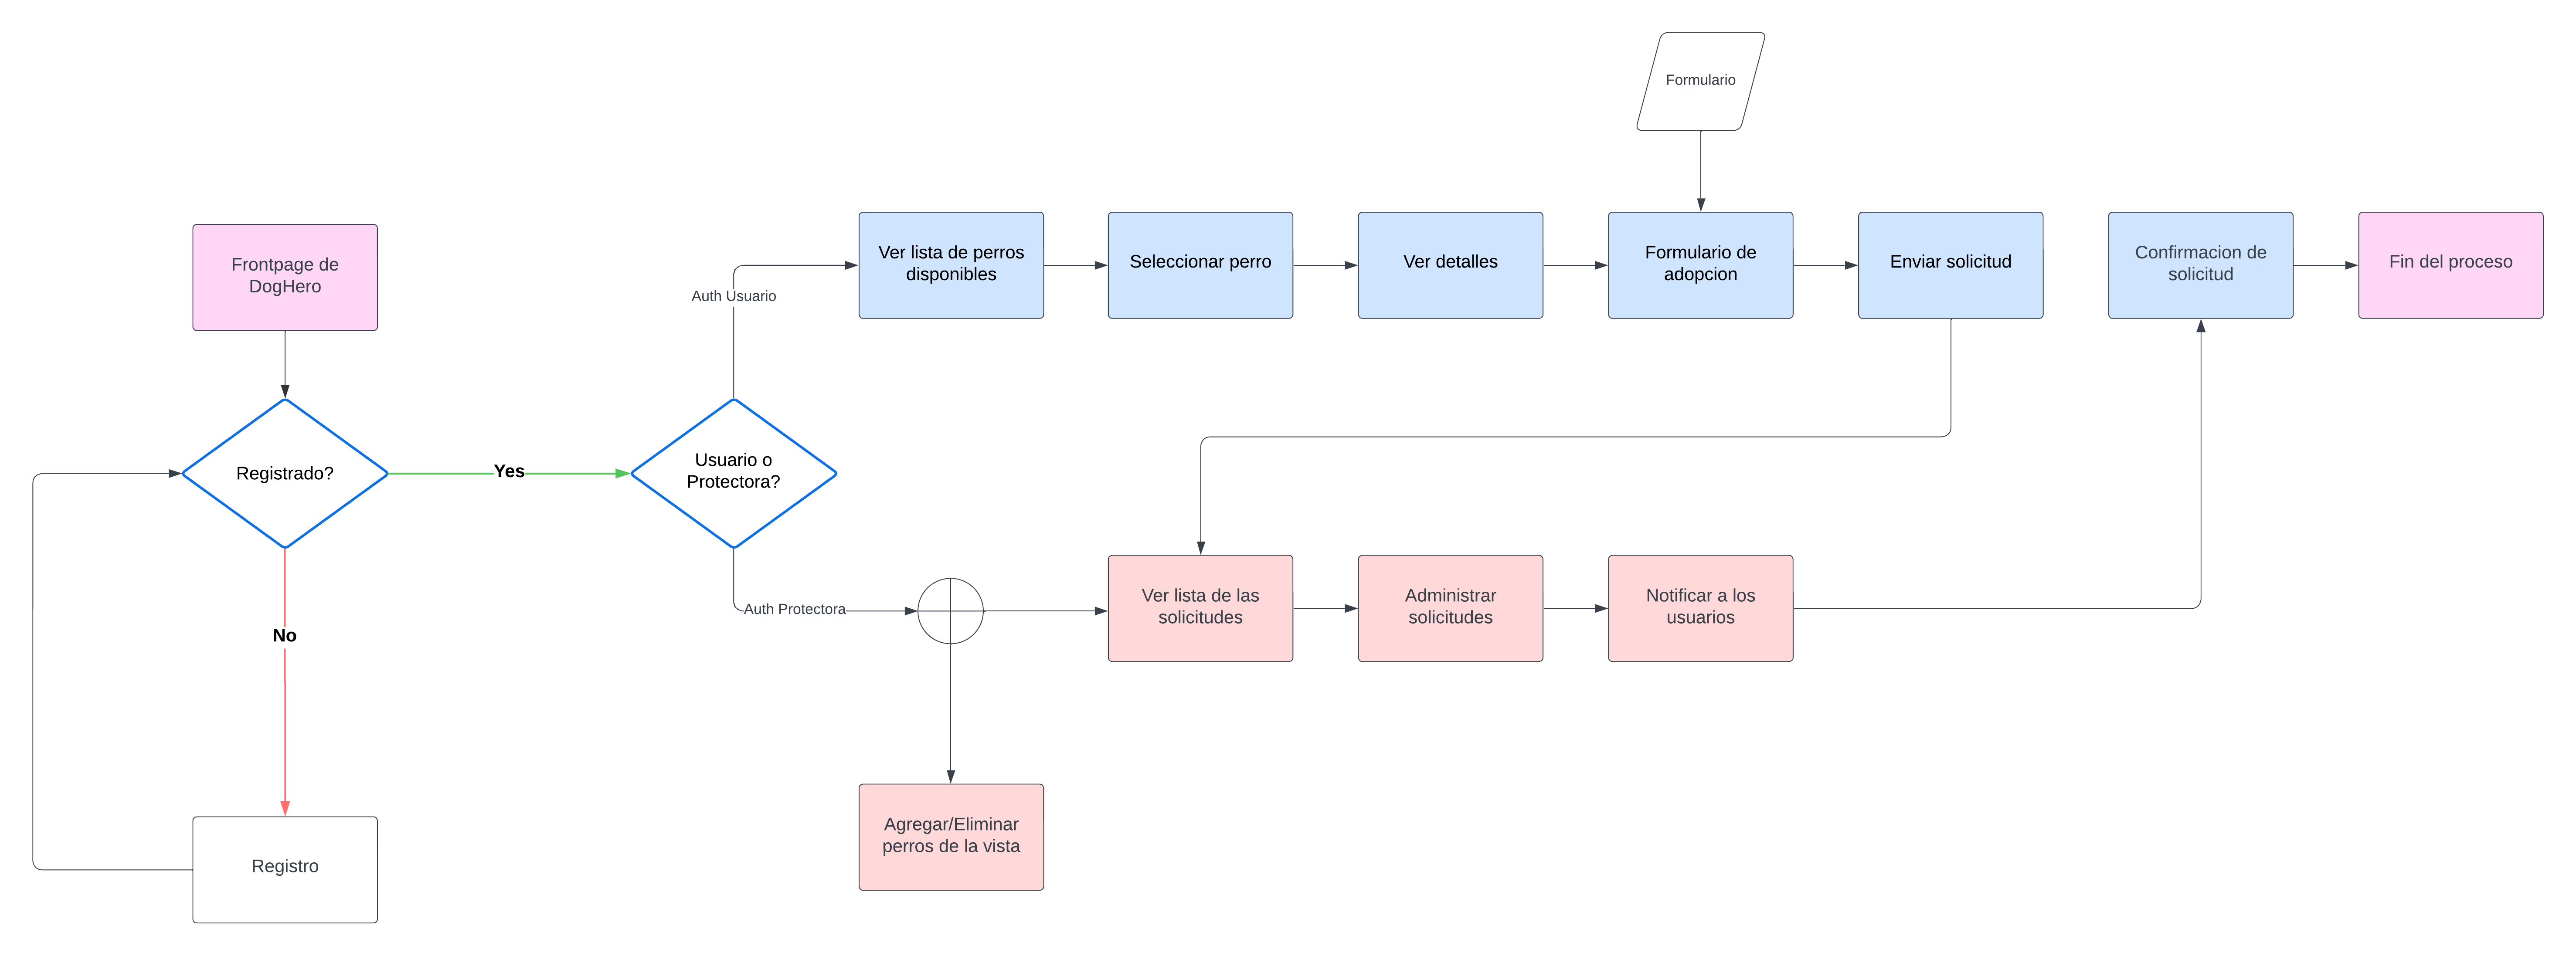 Formulario
Frontpage de
DogHero
Ver lista de perros
disponibles
Seleccionar perro
Ver detalles
Formulario de
adopcion
Enviar solicitud
Confirmacion de
solicitud
Fin del proceso
Auth Usuario
Registrado?
Yes
Usuario o
Protectora?
Auth Protectora
Ver lista de las
solicitudes
Administrar
solicitudes
Notificar a los
usuarios
No
Agregar/Eliminar
perros de la vista
Registro